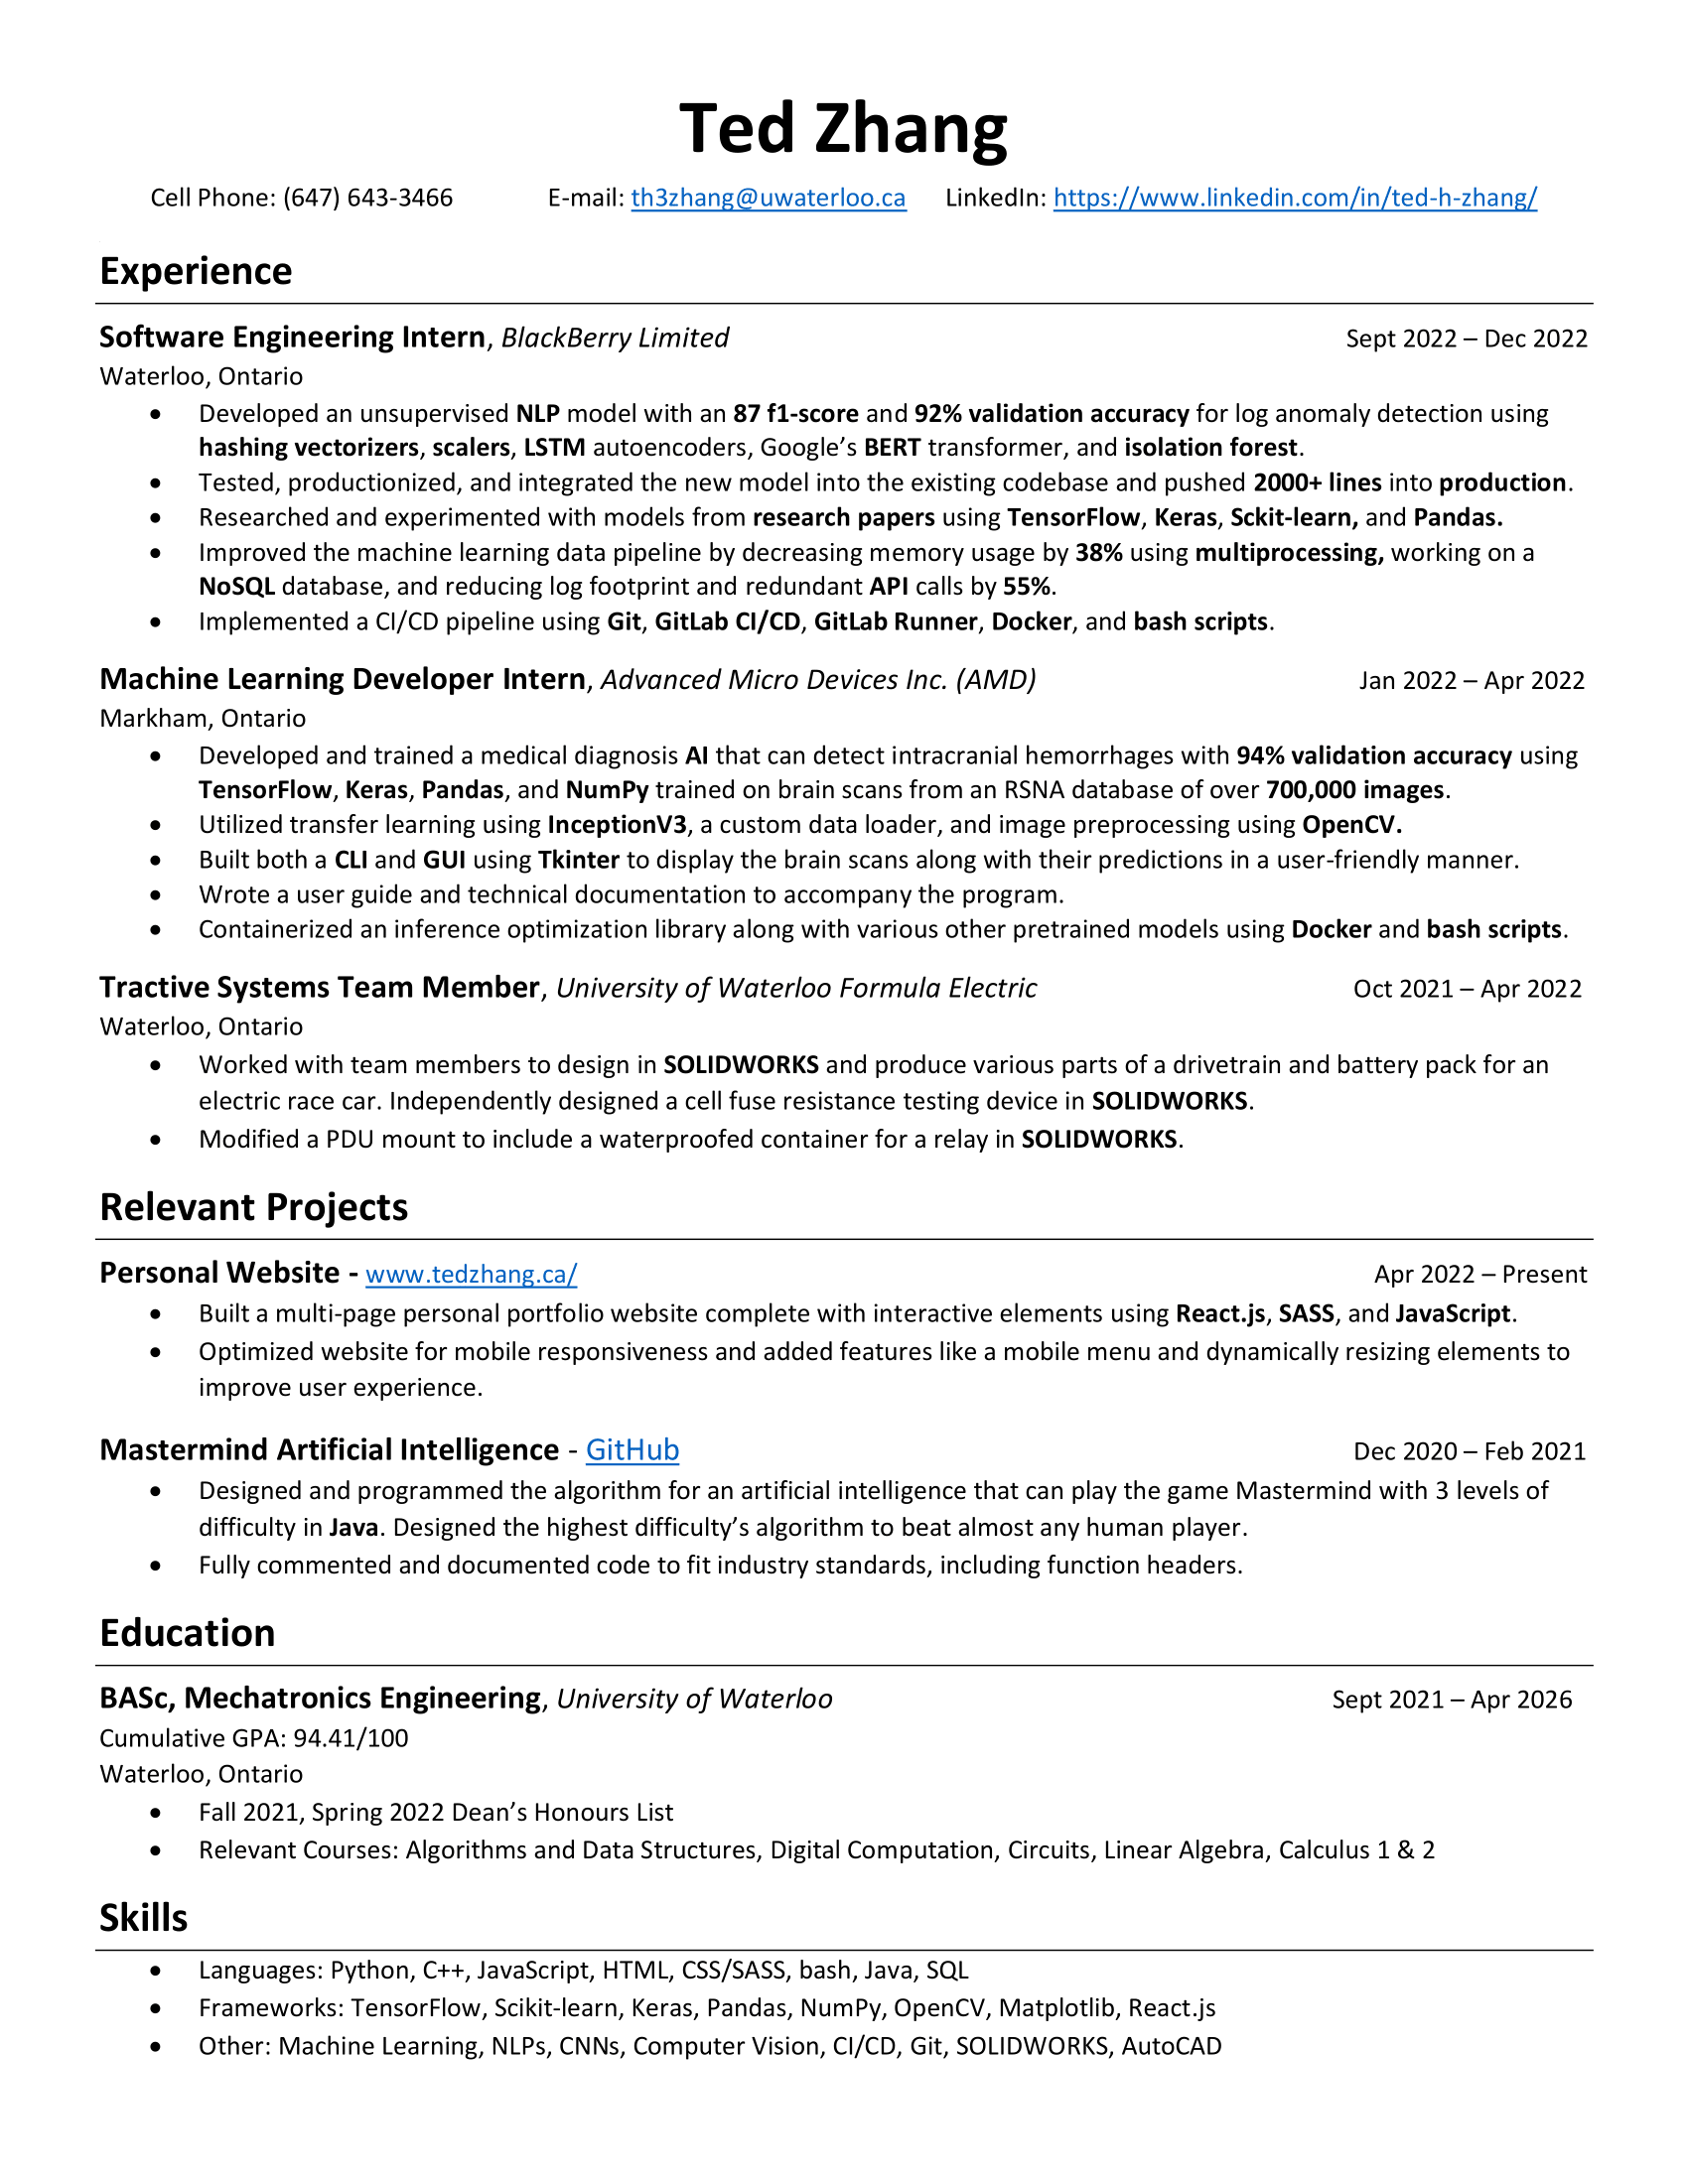 Ted Zhang
Cell Phone: (647) 643-3466 E-mail: th3zhang@uwaterloo.ca LinkedIn: https://www.linkedin.com/in/ted-h-zhang/
Experience
Software Engineering Intern, BlackBerry Limited Sept 2022 – Dec 2022
Waterloo, Ontario
• Developed an unsupervised NLP model with an 87 f1-score and 92% validation accuracy for log anomaly detection using
hashing vectorizers, scalers, LSTM autoencoders, Google’s BERT transformer, and isolation forest.
• Tested, productionized, and integrated the new model into the existing codebase and pushed 2000+ lines into production.
• Researched and experimented with models from research papers using TensorFlow, Keras, Sckit-learn, and Pandas.
• Improved the machine learning data pipeline by decreasing memory usage by 38% using multiprocessing, working on a
NoSQL database, and reducing log footprint and redundant API calls by 55%.
• Implemented a CI/CD pipeline using Git, GitLab CI/CD, GitLab Runner, Docker, and bash scripts.
Machine Learning Developer Intern, Advanced Micro Devices Inc. (AMD) Jan 2022 – Apr 2022
Markham, Ontario
• Developed and trained a medical diagnosis AI that can detect intracranial hemorrhages with 94% validation accuracy using
TensorFlow, Keras, Pandas, and NumPy trained on brain scans from an RSNA database of over 700,000 images.
• Utilized transfer learning using InceptionV3, a custom data loader, and image preprocessing using OpenCV.
• Built both a CLI and GUI using Tkinter to display the brain scans along with their predictions in a user-friendly manner.
• Wrote a user guide and technical documentation to accompany the program.
• Containerized an inference optimization library along with various other pretrained models using Docker and bash scripts.
Tractive Systems Team Member, University of Waterloo Formula Electric Oct 2021 – Apr 2022
Waterloo, Ontario
• Worked with team members to design in SOLIDWORKS and produce various parts of a drivetrain and battery pack for an
electric race car. Independently designed a cell fuse resistance testing device in SOLIDWORKS.
• Modified a PDU mount to include a waterproofed container for a relay in SOLIDWORKS.
Relevant Projects
Personal Website - www.tedzhang.ca/ Apr 2022 – Present
• Built a multi-page personal portfolio website complete with interactive elements using React.js, SASS, and JavaScript.
• Optimized website for mobile responsiveness and added features like a mobile menu and dynamically resizing elements to
improve user experience.
Mastermind Artificial Intelligence - GitHub Dec 2020 – Feb 2021
• Designed and programmed the algorithm for an artificial intelligence that can play the game Mastermind with 3 levels of
difficulty in Java. Designed the highest difficulty’s algorithm to beat almost any human player.
• Fully commented and documented code to fit industry standards, including function headers.
Education
BASc, Mechatronics Engineering, University of Waterloo Sept 2021 – Apr 2026
Cumulative GPA: 94.41/100
Waterloo, Ontario
• Fall 2021, Spring 2022 Dean’s Honours List
• Relevant Courses: Algorithms and Data Structures, Digital Computation, Circuits, Linear Algebra, Calculus 1 & 2
Skills
• Languages: Python, C++, JavaScript, HTML, CSS/SASS, bash, Java, SQL
• Frameworks: TensorFlow, Scikit-learn, Keras, Pandas, NumPy, OpenCV, Matplotlib, React.js
• Other: Machine Learning, NLPs, CNNs, Computer Vision, CI/CD, Git, SOLIDWORKS, AutoCAD